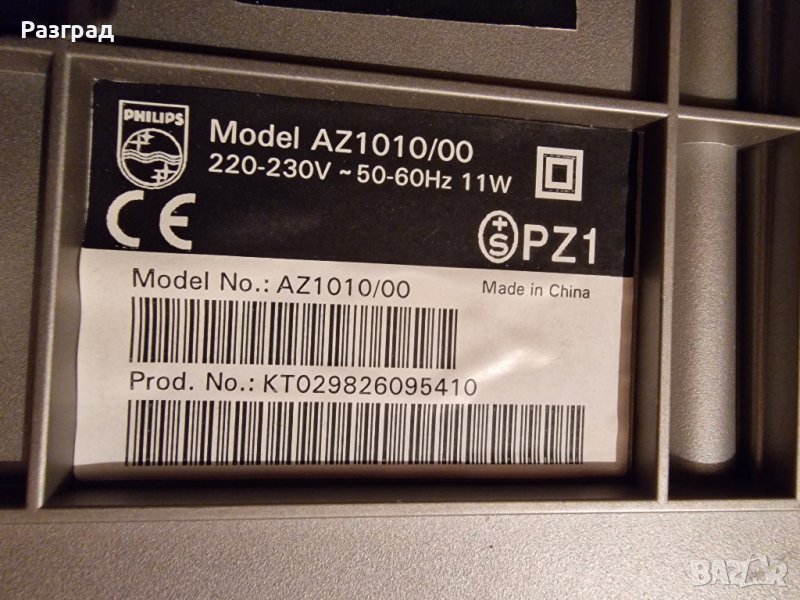 Разград
PHILIPS
Model AZ1010/00
220-230V ~ 50-60Hz 11W
CE
+S PZ1
Model No.: AZ1010/00
Made in China
Prod. No.: KT029826095410
BAZAR